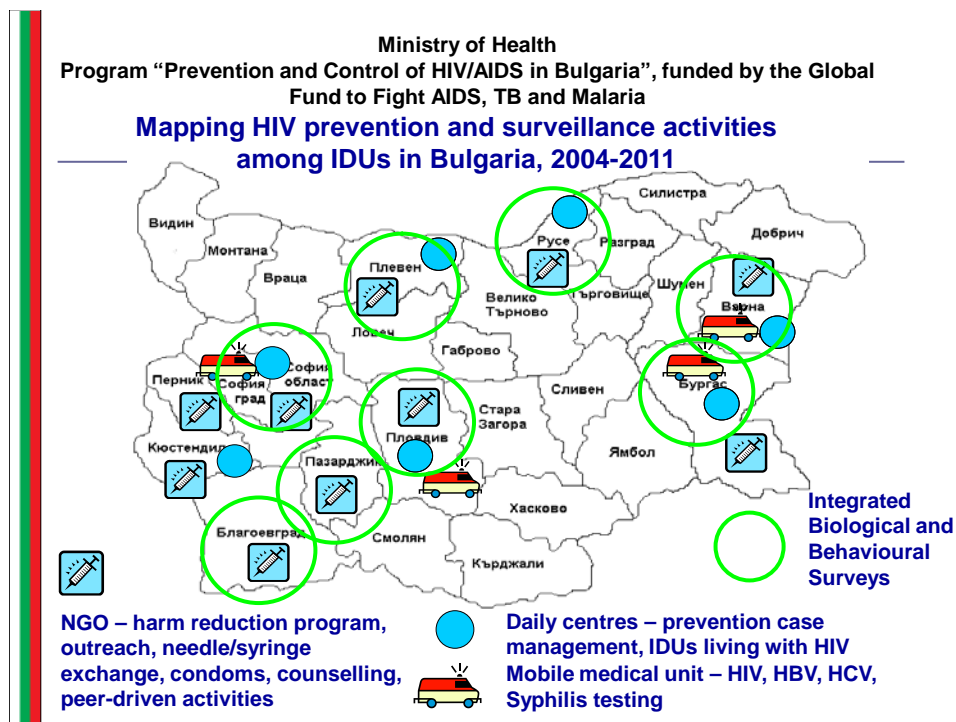 Ministry of Health
Program “Prevention and Control of HIV/AIDS in Bulgaria”, funded by the Global
Fund to Fight AIDS, TB and Malaria
Mapping HIV prevention and surveillance activities
among IDUs in Bulgaria, 2004-2011
Силистра
Видин
Добрич
Русе
Разград
Монтана
Плевен
Враца
Шумен
Велико
Търново
Търговище
Варна
Ловеч
Габрово
София
област
Перник
София
град
Сливен
Бургас
Стара
Загора
Пловдив
Кюстендил
Ямбол
Пазарджик
Хасково
Благоевград
Смолян
Кърджали
Integrated
Biological and
Behavioural
Surveys
NGO – harm reduction program,
outreach, needle/syringe
exchange, condoms, counselling,
peer-driven activities
Daily centres – prevention case
management, IDUs living with HIV
Mobile medical unit – HIV, HBV, HCV,
Syphilis testing